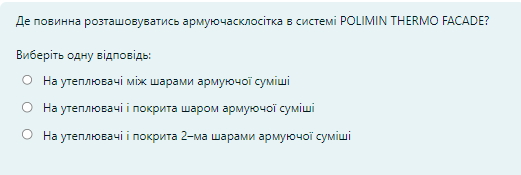 Де повинна розташовуватись армуючасклосітка в системі POLIMIN THERMO FACADE?
Виберіть одну відповідь:
На утеплювачі між шарами армуючої суміші
На утеплювачі і покрита шаром армуючої суміші
На утеплювачі і покрита 2–ма шарами армуючої суміші